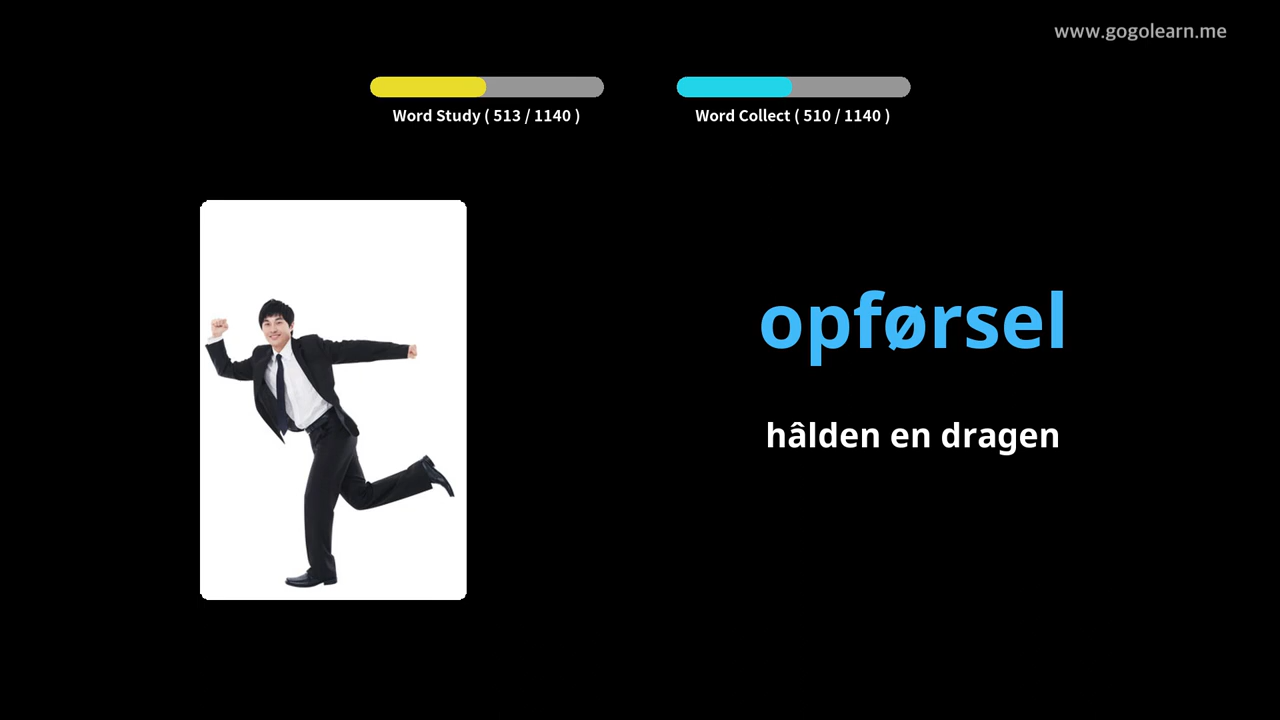 www.gogolearn.me
Word Study ( 513 / 1140 )
Word Collect ( 510 / 1140 )
opførsel
hâlden en dragen